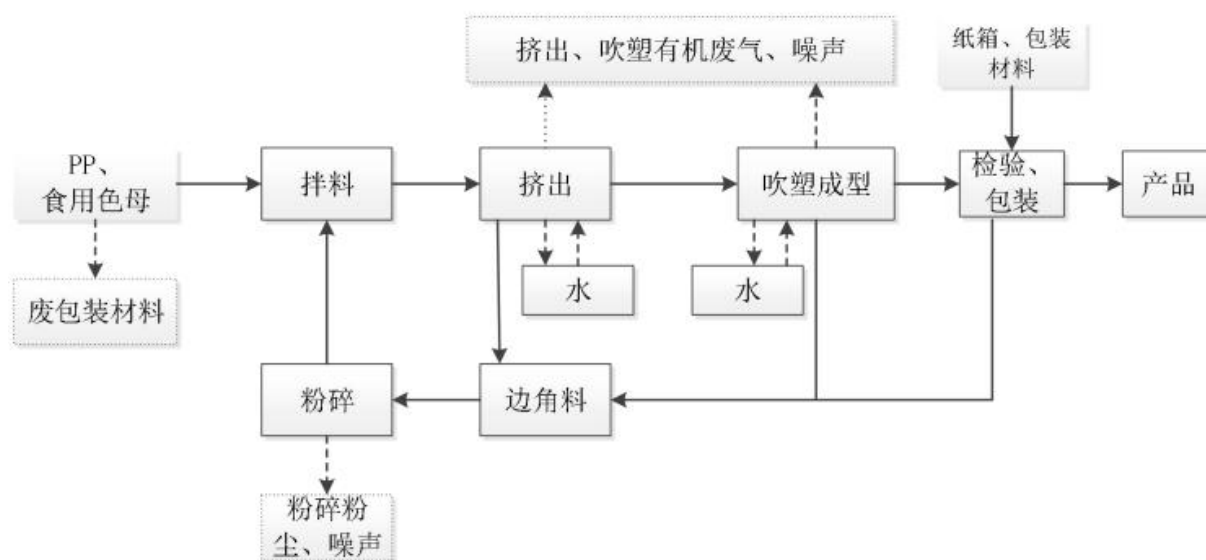 挤出、吹塑有机废气、噪声
纸箱、包装
材料
PP、
食用色母
拌料
挤出
吹塑成型
检验、
包装
产品
水
水
废包装材料
粉碎
边角料
粉碎粉
尘、噪声